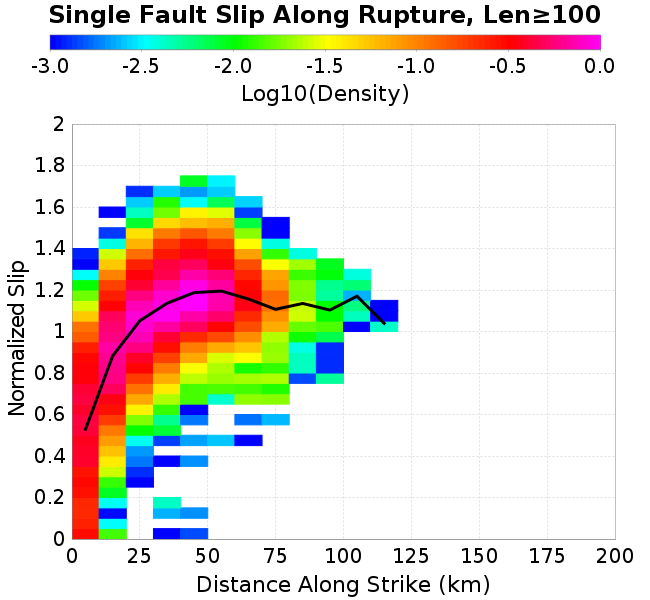 Single Fault Slip Along Rupture, Len≥100
-3.0 -2.5 -2.0 -1.5 -1.0 -0.5 0.0
Log10(Density)
2
1.8
1.6
1.4
1.2
1
0.8
0.6
0.4
0.2
0
Normalized Slip
0 25 50 75 100 125 150 175 200
Distance Along Strike (km)